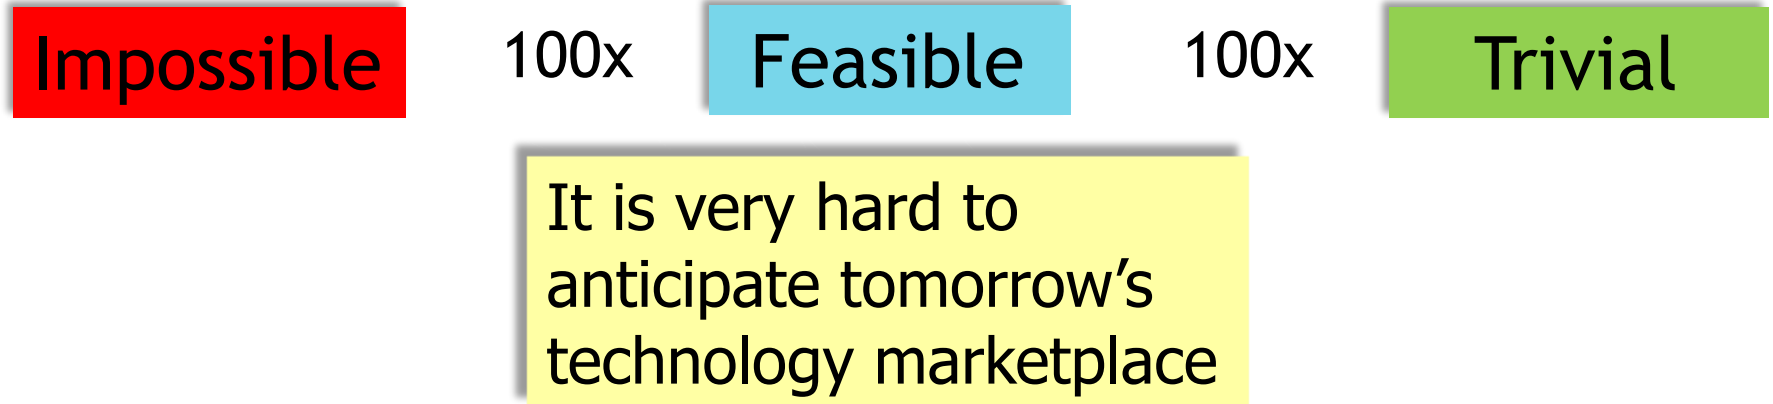 Impossible 100x Feasible 100x Trivial
It is very hard to
anticipate tomorrow’s
technology marketplace